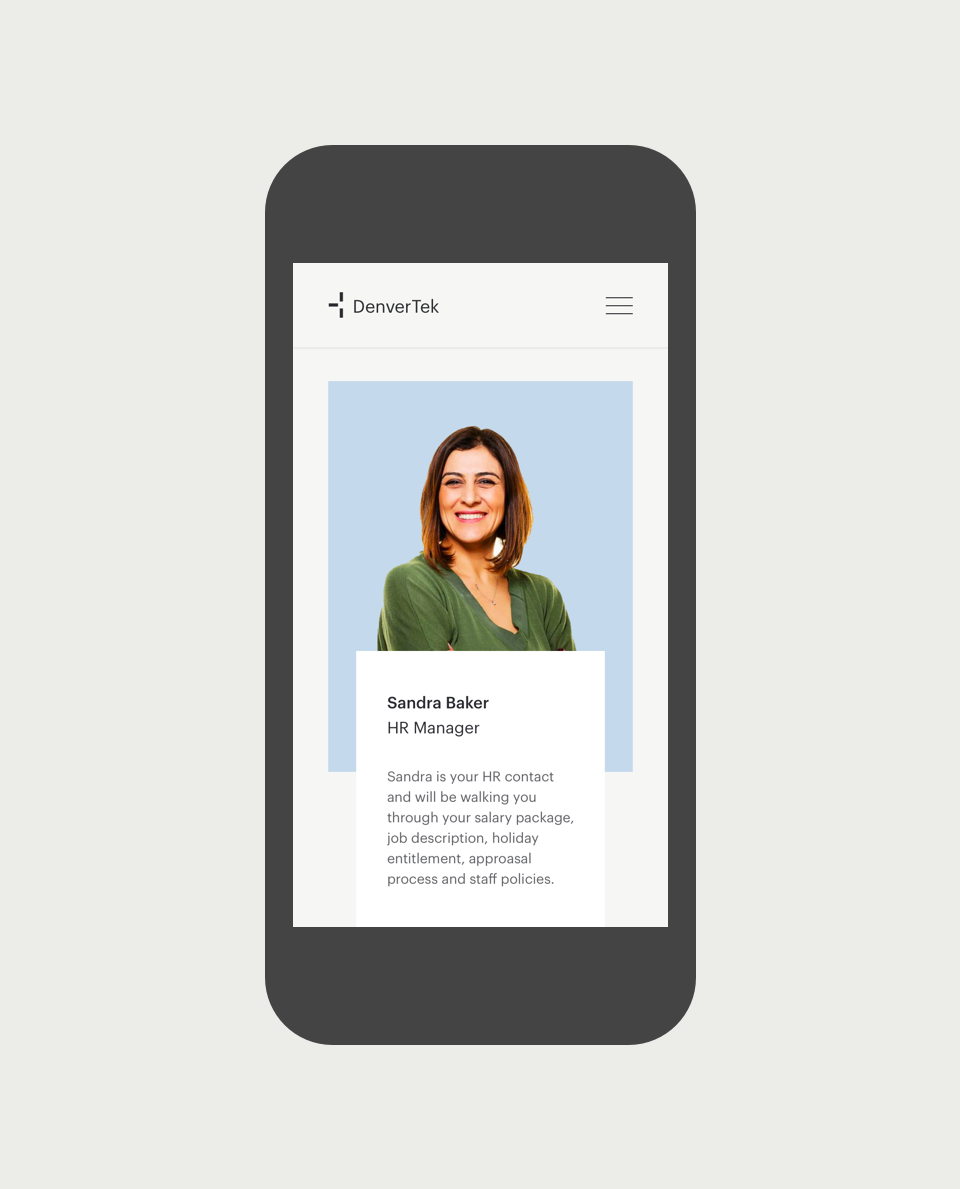 DenverTek
Sandra Baker
HR Manager
Sandra is your HR contact
and will be walking you
through your salary package,
job description, holiday
entitlement, approasal
process and staff policies.